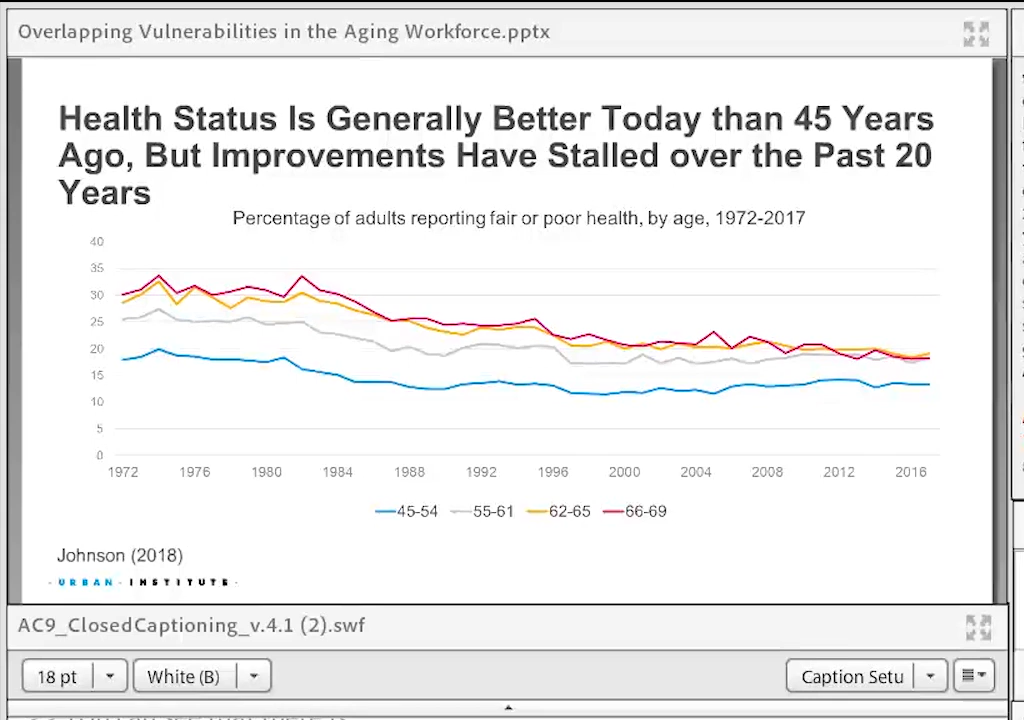 Overlapping Vulnerabilities in the Aging Workforce.pptx
Health Status Is Generally Better Today than 45 Years
Ago, But Improvements Have Stalled over the Past 20
Years
Percentage of adults reporting fair or poor health, by age, 1972-2017
40
35
30
25
20
15
10
5
0
1972 1976 1980 1984 1988 1992 1996 2000 2004 2008 2012 2016
45-54 55-61 62-65 66-69
Johnson (2018)
· URBAN · INSTITUTE ·
AC9_ClosedCaptioning_v.4.1 (2).swf
18 pt White (B) Caption Setu